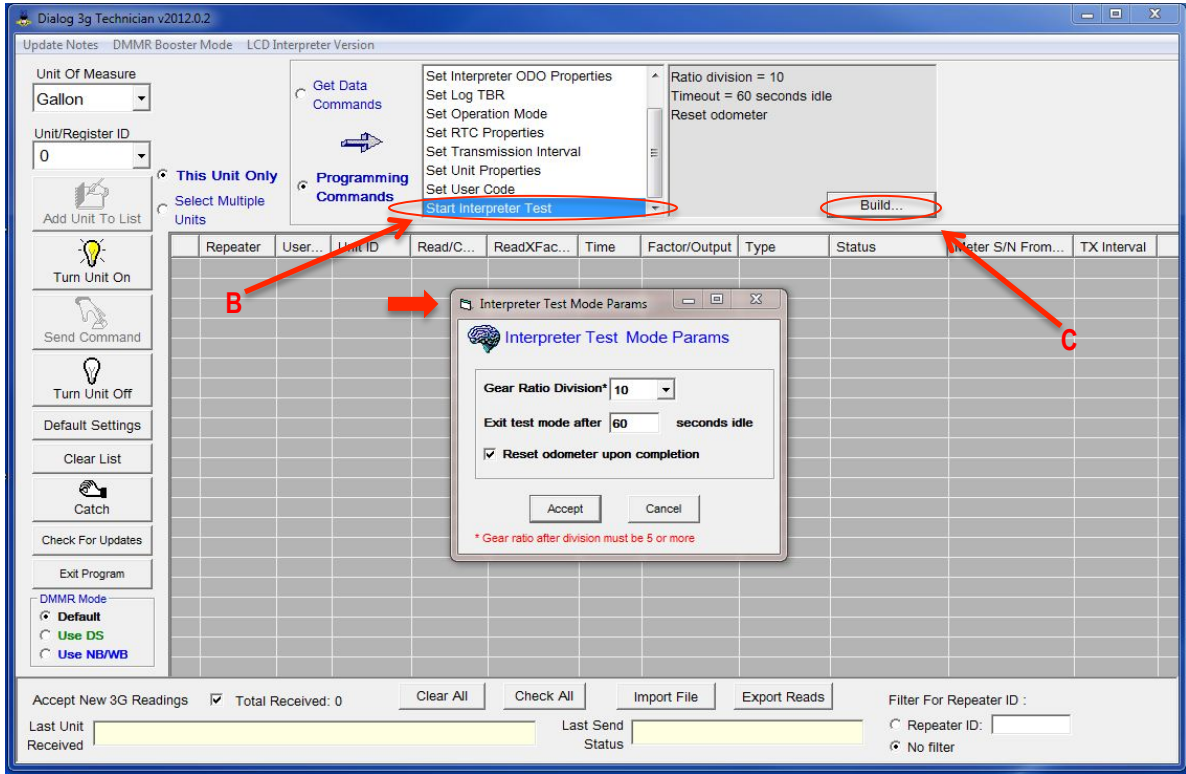 Dialog 3g Technician v2012.0.2
Update Notes DMMR Booster Mode LCD Interpreter Version
Unit Of Measure
Gallon
Unit/Register ID
0
Add Unit To List
This Unit Only
Select Multiple
Units
Get Data
Commands
Programming
Commands
Set Interpreter ODO Properties
Set Log TBR
Set Operation Mode
Set RTC Properties
Set Transmission Interval
Set Unit Properties
Set User Code
Start Interpreter Test
Ratio division = 10
Timeout = 60 seconds idle
Reset odometer
Build...
Repeater User... Unit ID Read/C... ReadXFac... Time Factor/Output Type Status Meter S/N From... TX Interval
B
C
Turn Unit On
Send Command
Turn Unit Off
Default Settings
Clear List
Catch
Check For Updates
Exit Program
DMMR Mode
Default
Use DS
Use NB/WB
Interpreter Test Mode Params
Interpreter Test Mode Params
Gear Ratio Division* 10
Exit test mode after 60 seconds idle
Reset odometer upon completion
Accept Cancel
* Gear ratio after division must be 5 or more
Accept New 3G Readings Total Received: 0 Clear All Check All Import File Export Reads
Filter For Repeater ID :
Last Unit
Received
Last Send
Status
Repeater ID:
No filter